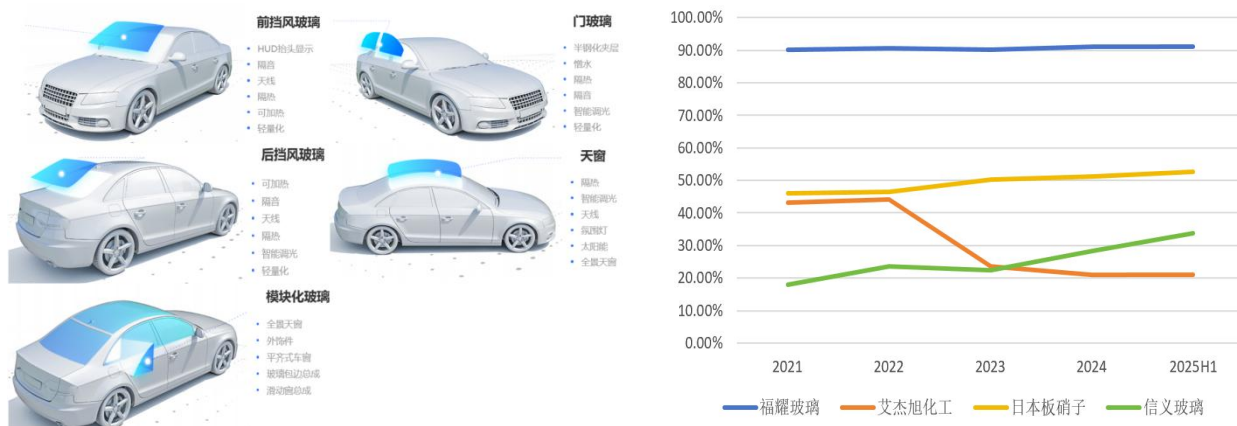 前挡风玻璃
HUD抬头显示
隔音
天线
隔热
可加热
轻量化
门玻璃
半钢化夹层
憎水
隔热
隔音
智能调光
轻量化
后挡风玻璃
可加热
隔音
天线
隔热
智能调光
轻量化
天窗
隔热
智能调光
天线
氛围灯
太阳能
全景天窗
模块化玻璃
全景天窗
外饰件
平齐式车窗
玻璃包边总成
滑动窗总成
100.00%
90.00%
80.00%
70.00%
60.00%
50.00%
40.00%
30.00%
20.00%
10.00%
0.00%
2021 2022 2023 2024 2025H1
福耀玻璃 艾杰旭化工 日本板硝子 信义玻璃